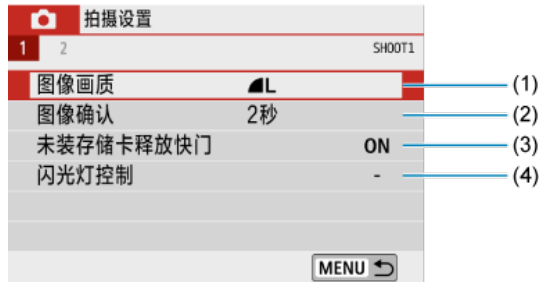 拍摄设置
1 2 SHOOT1
图像画质 L (1)
图像确认 2秒 (2)
未装存储卡释放快门 ON (3)
闪光灯控制 - (4)
MENU